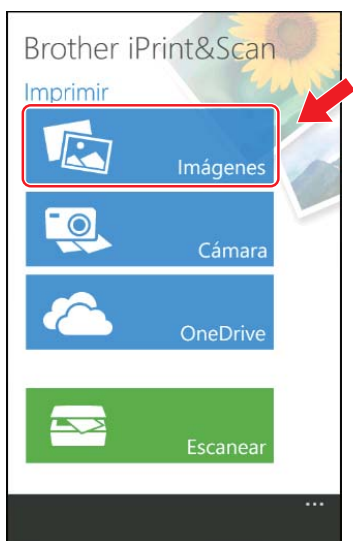 Brother iPrint&Scan
Imprimir
Imágenes
Cámara
OneDrive
Escanear
...